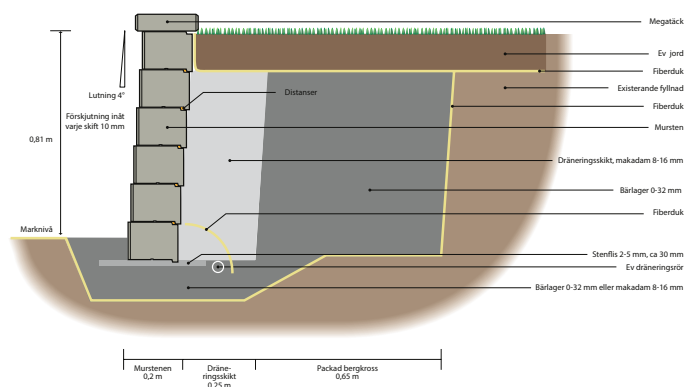 Megatäck
Ev jord
Fiberduk
Lutning 4°
Existerande fyllnad
Distanser
Fiberduk
Förskjutning inåt
varje skift 10 mm
Mursten
0,81 m
Dräneringsskikt, makadam 8-16 mm
Bärlager 0-32 mm
Fiberduk
Marknivå
Stenflis 2-5 mm, ca 30 mm
Ev dräneringsrör
Bärlager 0-32 mm eller makadam 8-16 mm
Murstenen
0,2 m
Dräne-
ringsskikt
0,25 m
Packad bergkross
0,65 m